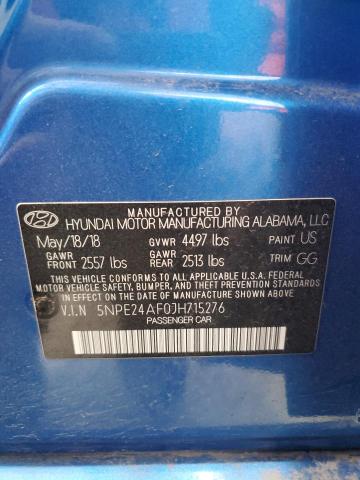 MANUFACTURED BY
HYUNDAI MOTOR MANUFACTURING ALABAMA, LLC
May/18/18 GVWR 4497 lbs PAINT US
GAWR FRONT 2557 lbs GAWR REAR 2513 lbs TRIM GG
THIS VEHICLE CONFORMS TO ALL APPLICABLE U.S.A. FEDERAL
MOTOR VEHICLE SAFETY, BUMPER, AND THEFT PREVENTION
STANDARDS IN EFFECT ON THE DATE OF MANUFACTURE SHOWN ABOVE.
V.I.N 5NPE24AF0JH715276
PASSENGER CAR